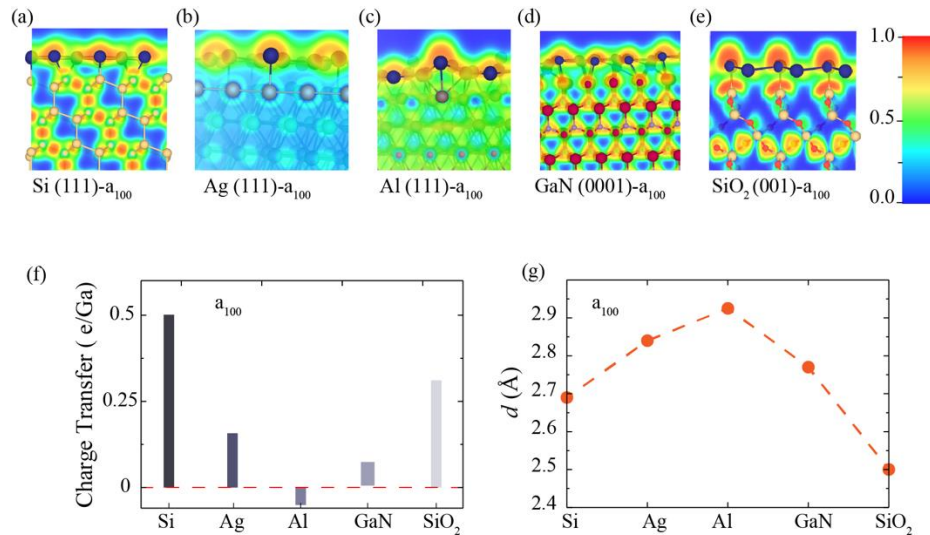 (a) (b) (c) (d) (e)
1.0
0.0
Si (111)-a₁₀₀ Ag (111)-a₁₀₀ Al (111)-a₁₀₀ GaN (0001)-a₁₀₀ SiO₂ (001)-a₁₀₀
(f)
a₁₀₀
Charge Transfer ( e/Ga)
0.5
0.25
0
Si Ag Al GaN SiO₂
(g)
a₁₀₀
d (Å)
2.9
2.8
2.7
2.6
2.5
2.4
Si Ag Al GaN SiO₂